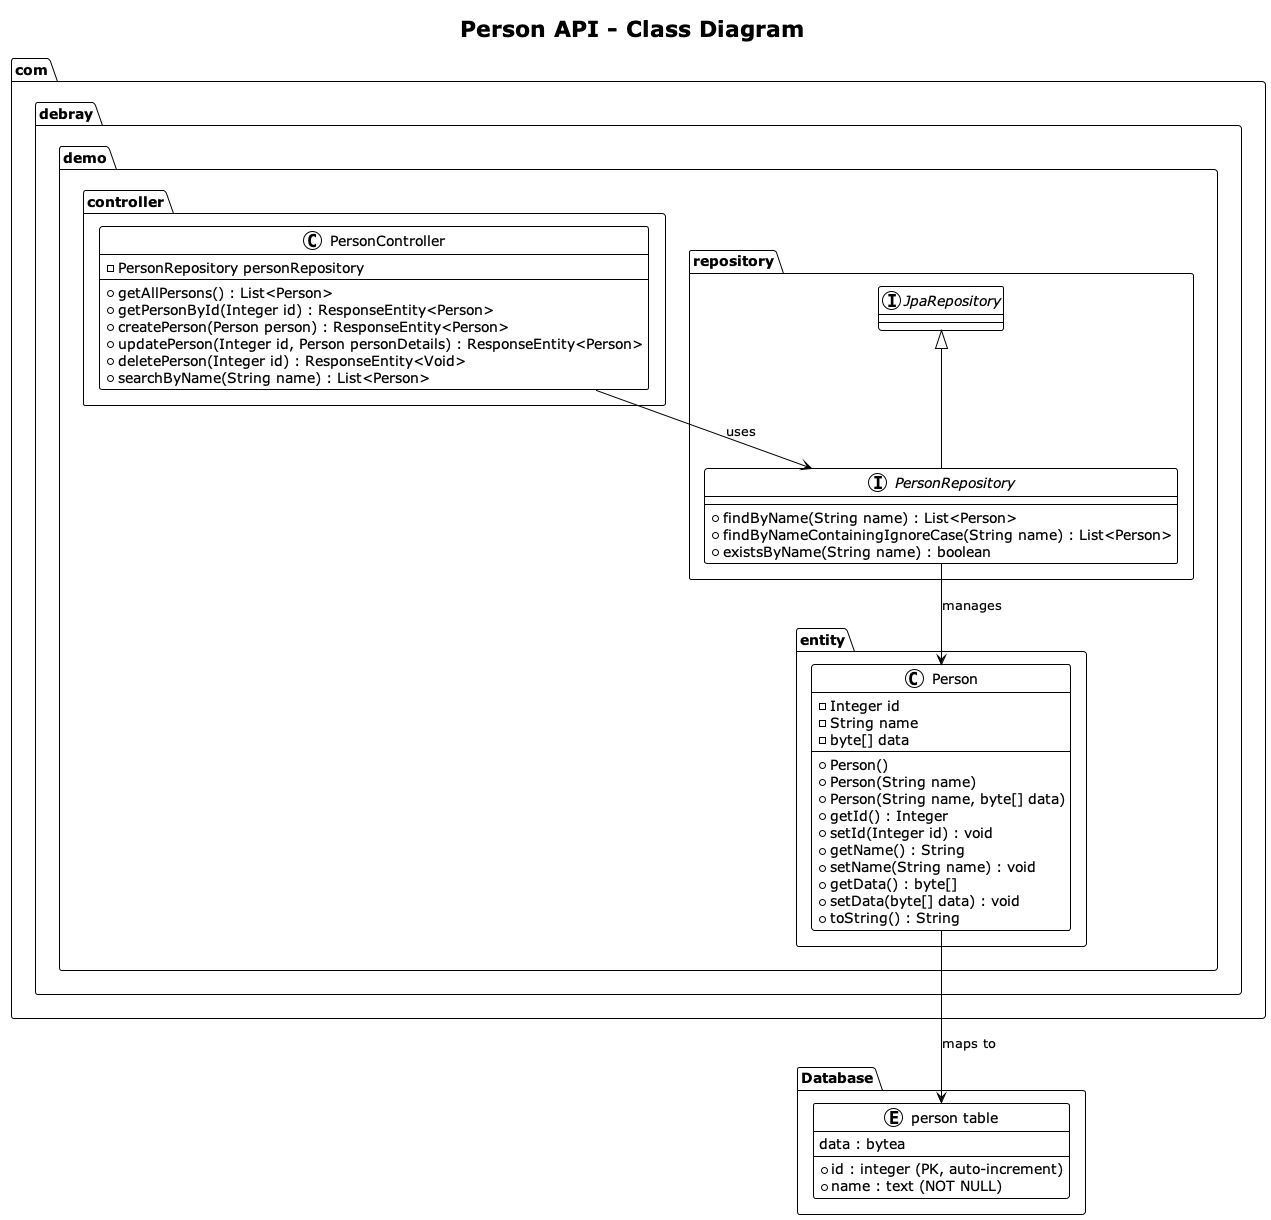 Person API - Class Diagram
com
debray
demo
controller
C PersonController
PersonRepository personRepository
getAllPersons() : List<Person>
getPersonById(Integer id) : ResponseEntity<Person>
createPerson(Person person) : ResponseEntity<Person>
updatePerson(Integer id, Person personDetails) : ResponseEntity<Person>
deletePerson(Integer id) : ResponseEntity<Void>
searchByName(String name) : List<Person>
repository
I JpaRepository
uses
I PersonRepository
findByName(String name) : List<Person>
findByNameContainingIgnoreCase(String name) : List<Person>
existsByName(String name) : boolean
manages
entity
C Person
Integer id
String name
byte[] data
Person()
Person(String name)
Person(String name, byte[] data)
getId() : Integer
setId(Integer id) : void
getName() : String
setName(String name) : void
getData() : byte[]
setData(byte[] data) : void
toString() : String
maps to
Database
E person table
data : bytea
id : integer (PK, auto-increment)
name : text (NOT NULL)